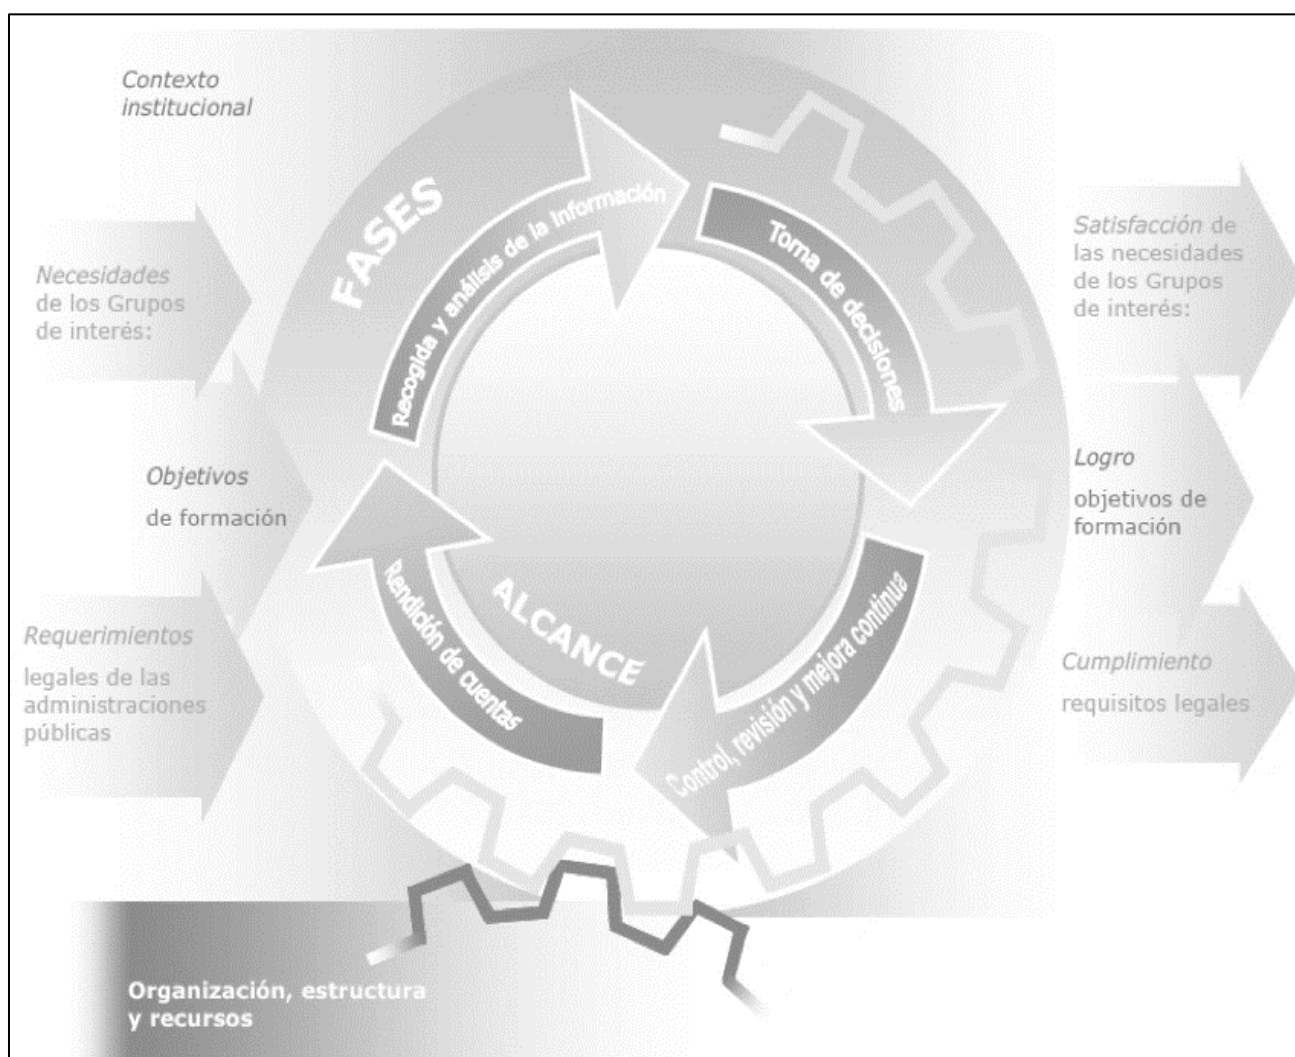 Contexto
institucional
FASES
Recogida y análisis de la información
Toma de decisiones
Control, revisión y mejora continua
Rendición de cuentas
ALCANCE
Necesidades
de los Grupos
de interés:
Objetivos
de formación
Requerimientos
legales de las
administraciones
públicas
Satisfacción de
las necesidades
de los Grupos
de interés:
Logro
objetivos de
formación
Cumplimiento
requisitos legales
Organización, estructura
y recursos